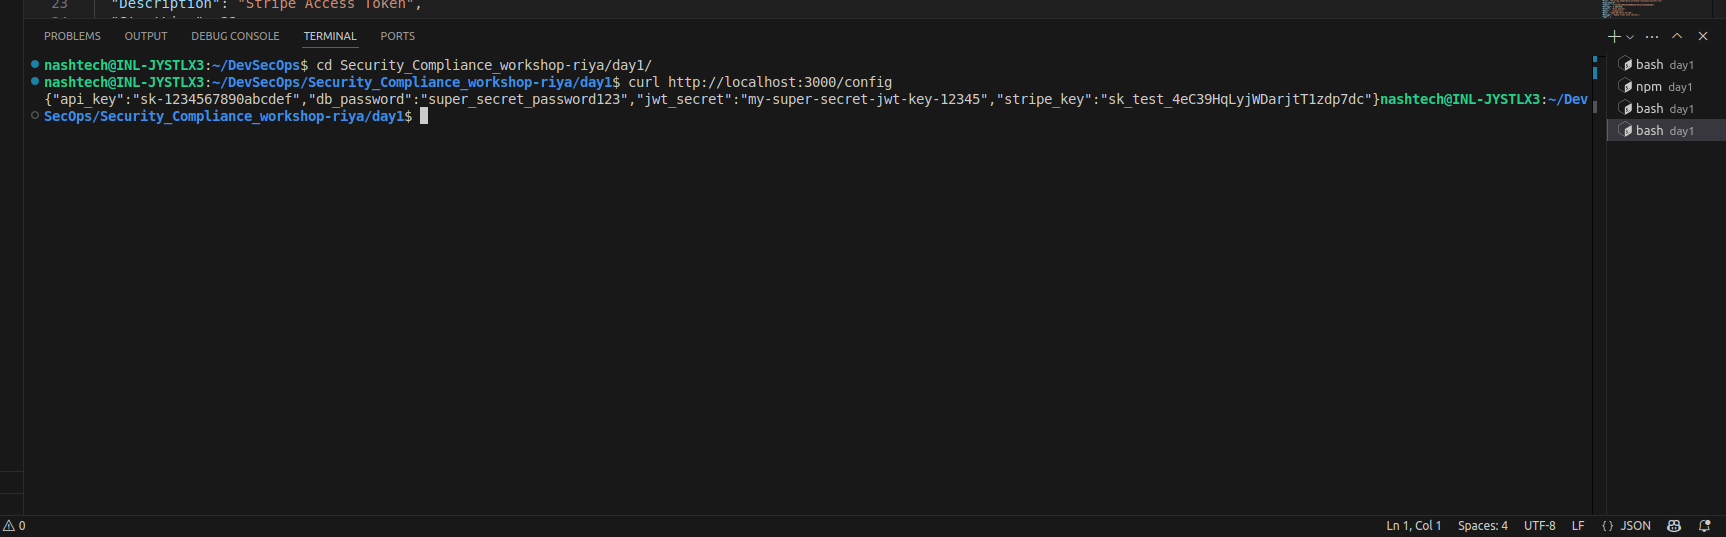 23 "Description": "Stripe Access Token",
PROBLEMS OUTPUT DEBUG CONSOLE TERMINAL PORTS
nashtech@INL-JYSTLX3:~/DevSecOps$ cd Security_Compliance_workshop-riya/day1/
nashtech@INL-JYSTLX3:~/DevSecOps/Security_Compliance_workshop-riya/day1$ curl http://localhost:3000/config
{"api_key":"sk-1234567890abcdef","db_password":"super_secret_password123","jwt_secret":"my-super-secret-jwt-key-12345","stripe_key":"sk_test_4eC39HqLyjWDarjtT1zdp7dc"}nashtech@INL-JYSTLX3:~/Dev
SecOps/Security_Compliance_workshop-riya/day1$
bash day1
npm day1
bash day1
bash day1
0 Ln 1, Col 1 Spaces: 4 UTF-8 LF {} JSON